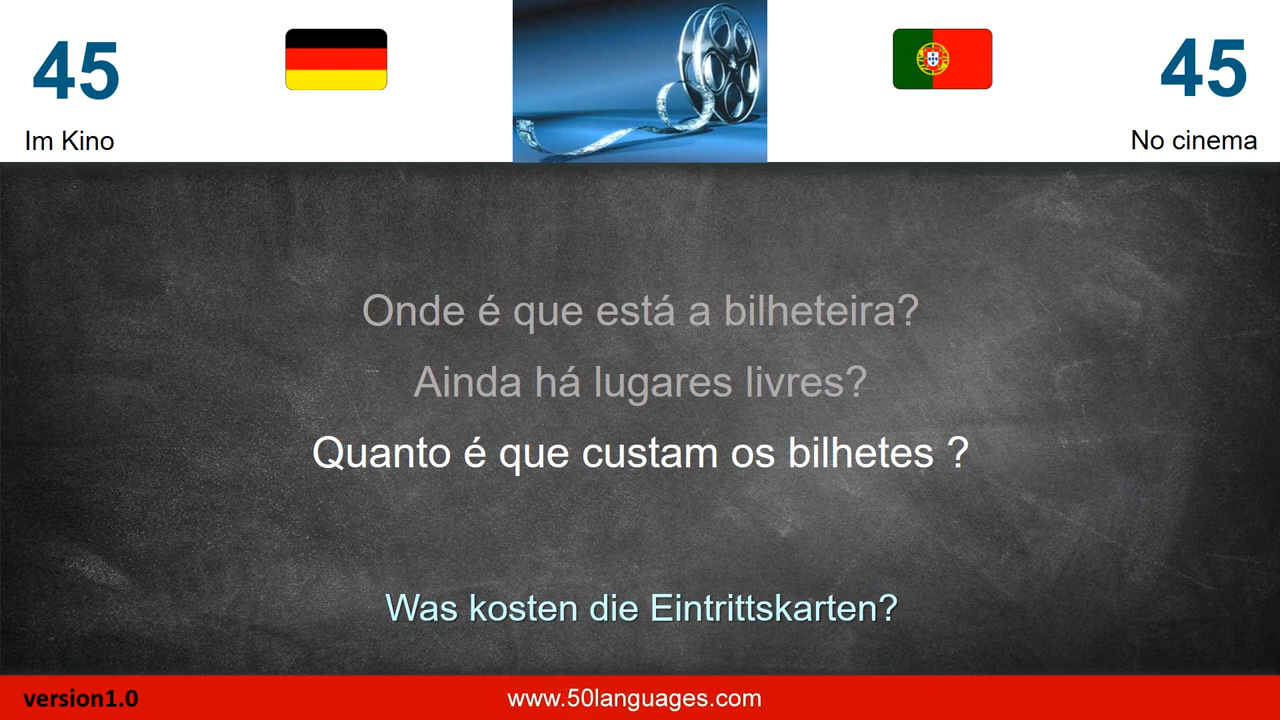 45
45
Im Kino
No cinema
Onde é que está a bilheteira?
Ainda há lugares livres?
Quanto é que custam os bilhetes ?
Was kosten die Eintrittskarten?
version1.0
www.50languages.com